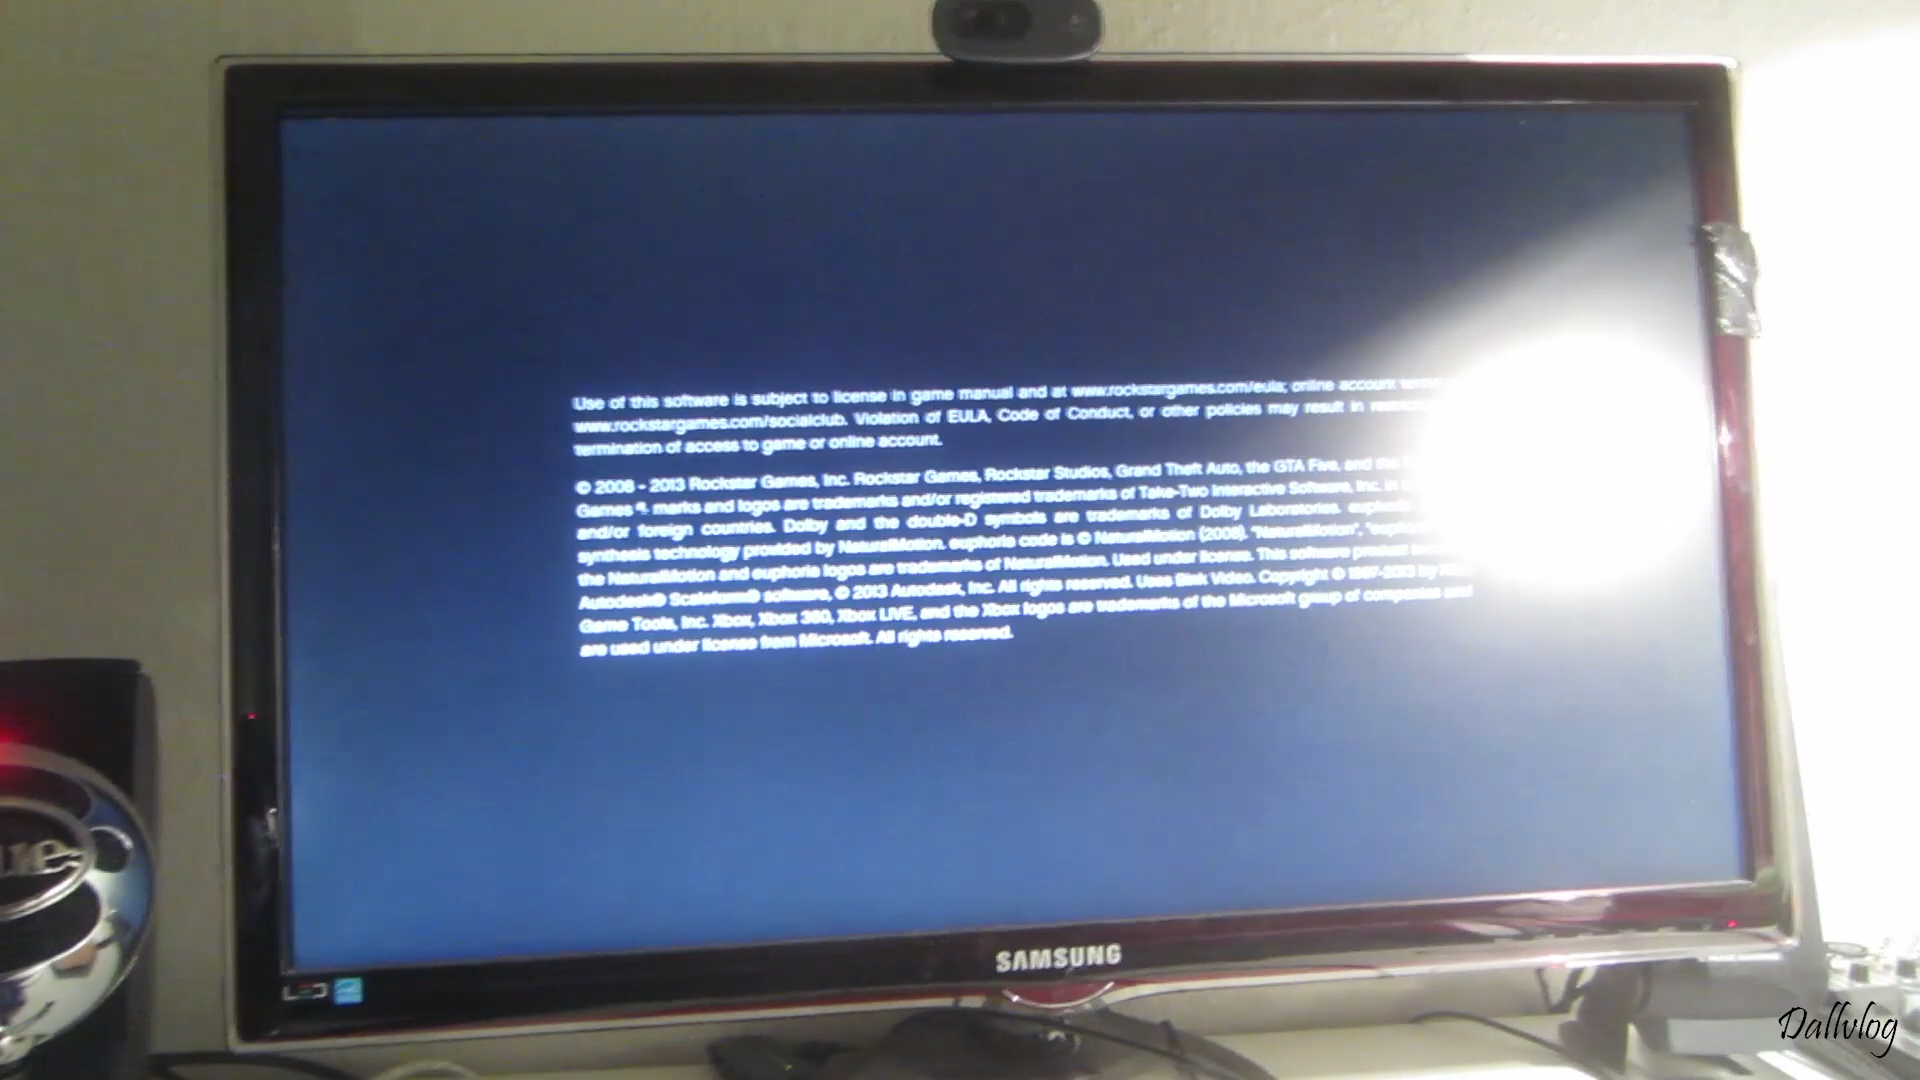 Use of this software is subject to license in game manual and at www.rockstargames.com/eula; online account terms
www.rockstargames.com/socialclub. Violation of EULA, Code of Conduct, or other policies may result in
termination of access to game or online account.
© 2008 - 2013 Rockstar Games, Inc. Rockstar Games, Rockstar Studios, Grand Theft Auto, the GTA Five, and the
Games marks and logos are trademarks and/or registered trademarks of Take-Two Interactive Software, Inc. in
and/or foreign countries. Dolby and the double-D symbols are trademarks of Dolby Laboratories. euphoria
synthesis technology provided by NaturalMotion. euphoria code is © NaturalMotion (2008). "NaturalMotion",
the NaturalMotion and euphoria logos are trademarks of NaturalMotion. Used under license. This software product
Autodesk® Scaleform® software, © 2013 Autodesk, Inc. All rights reserved. Uses Bink Video. Copyright © 1997-2013 by
Game Tools, Inc. Xbox, Xbox 360, Xbox LIVE, and the Xbox logos are trademarks of the Microsoft group of companies and
are used under license from Microsoft. All rights reserved.
SAMSUNG
LED
Dallvlog